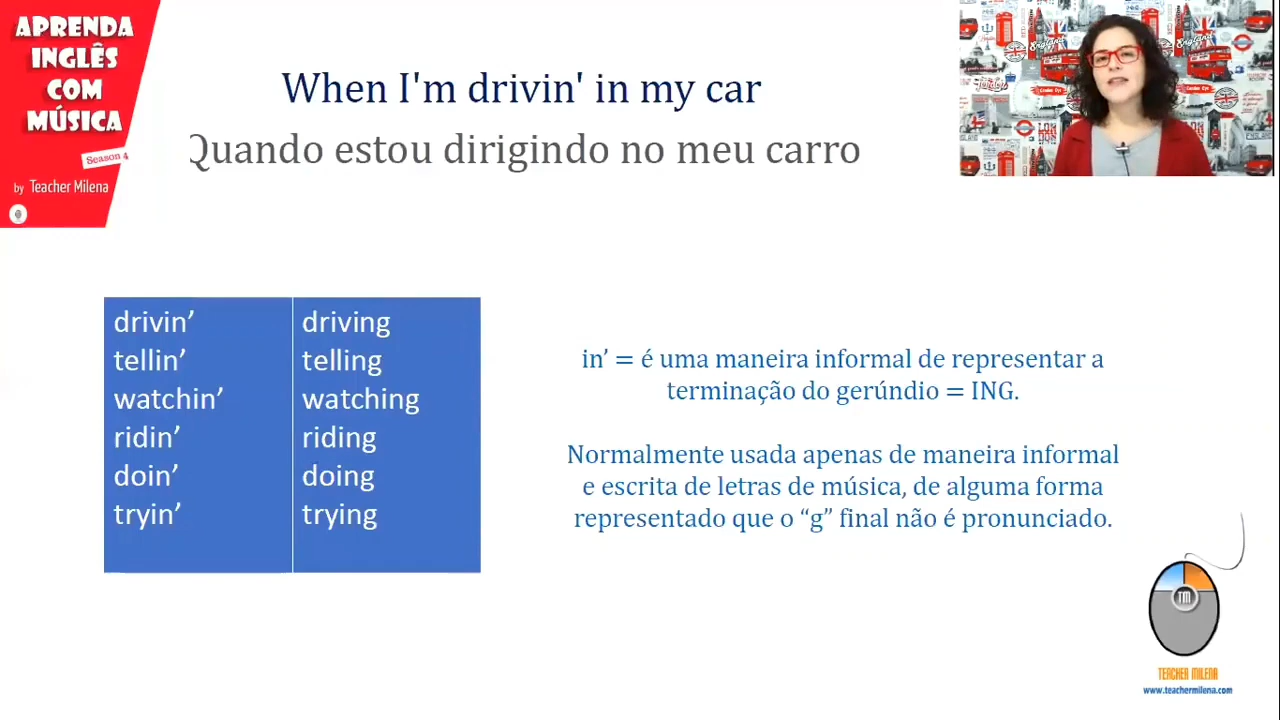 APRENDA
INGLÊS
COM
MÚSICA
Season 4
by Teacher Milena
When I'm drivin' in my car
Quando estou dirigindo no meu carro
drivin’ driving
tellin’ telling
watchin’ watching
ridin’ riding
doin’ doing
tryin’ trying
in’ = é uma maneira informal de representar a
terminação do gerúndio = ING.
Normalmente usada apenas de maneira informal
e escrita de letras de música, de alguma forma
representado que o “g” final não é pronunciado.
TM
TEACHER MILENA
www.teachermilena.com
England